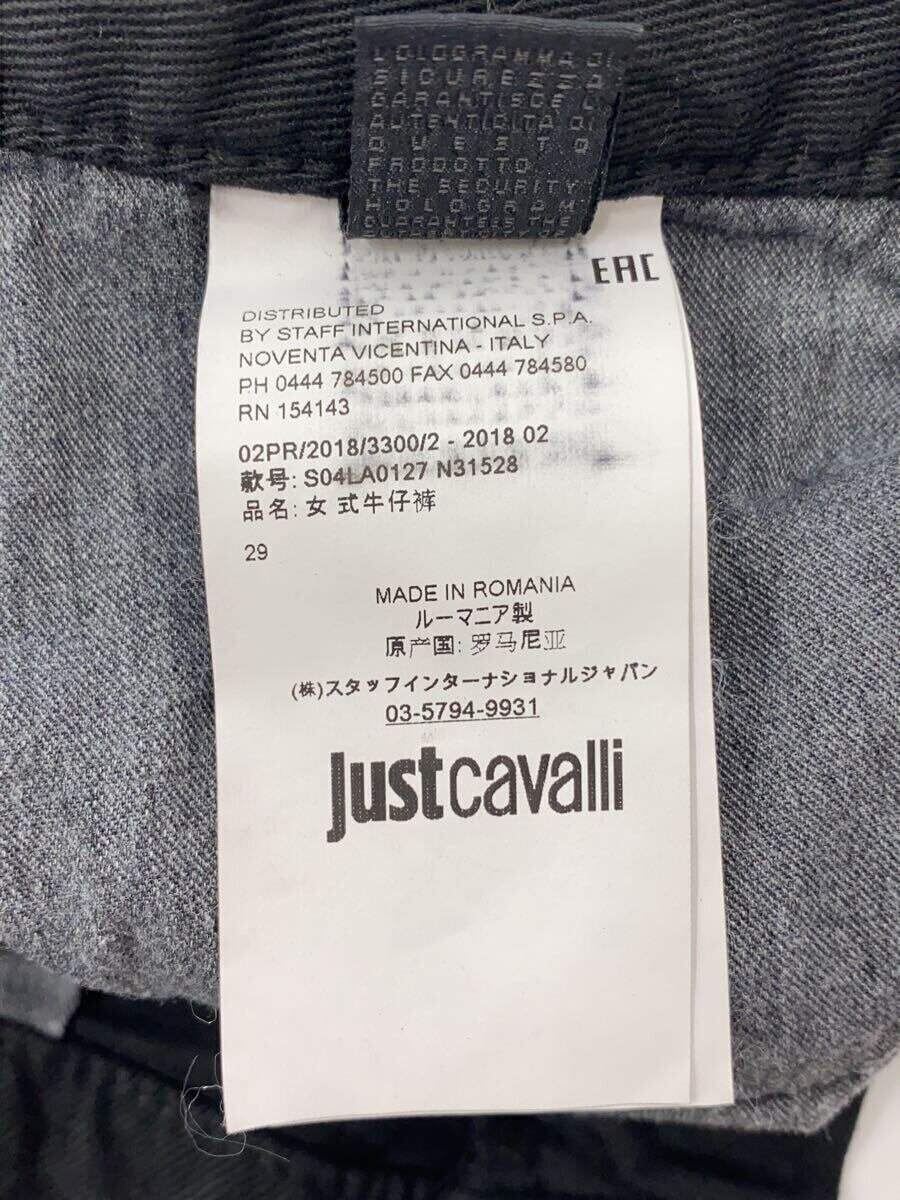 L'OLOGRAMMA DI
SICUREZZA
GARANTISCE L'
AUTENTICITA DI
QUESTO
PRODOTTO
THE SECURITY
HOLOGRAM
GUARANTEES THE
EAC
DISTRIBUTED
BY STAFF INTERNATIONAL S.P.A.
NOVENTA VICENTINA - ITALY
PH 0444 784500 FAX 0444 784580
RN 154143
02PR/2018/3300/2 - 2018 02
款号: S04LA0127 N31528
品名: 女 式牛仔裤
29
MADE IN ROMANIA
ルーマニア製
原产国: 罗马尼亚
(株)スタッフインターナショナルジャパン
03-5794-9931
Justcavalli